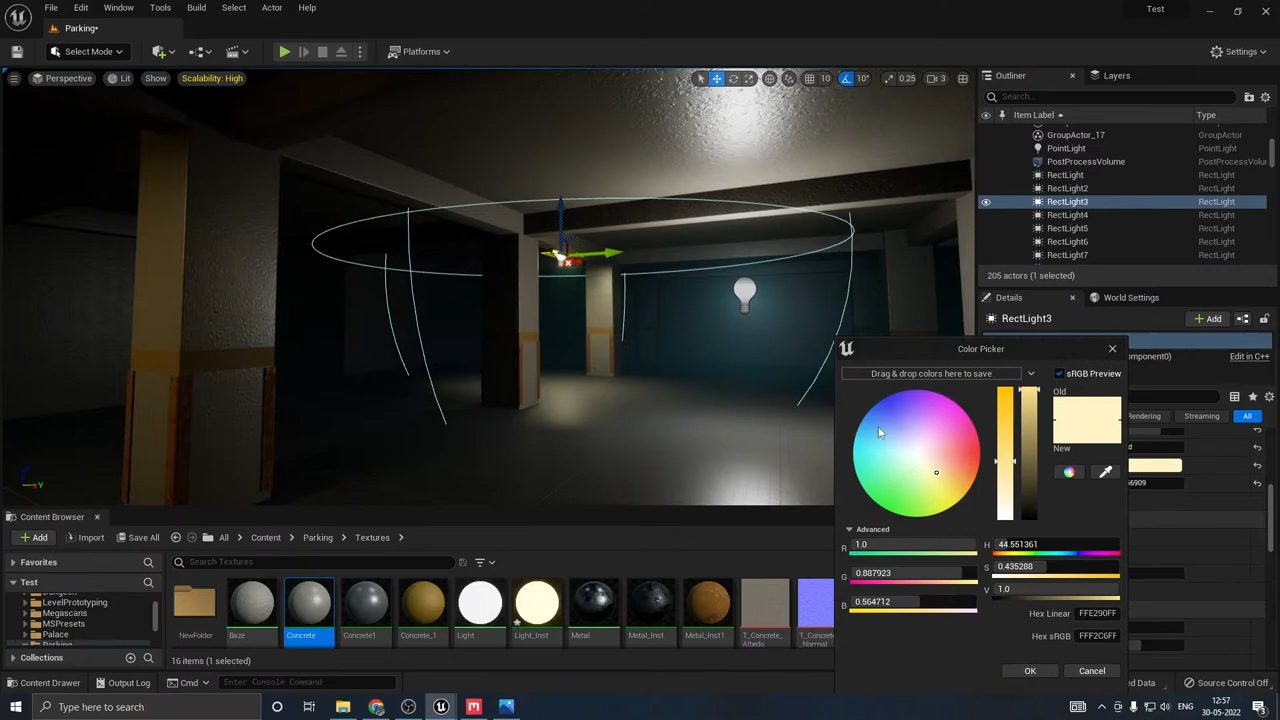 File Edit Window Tools Build Select Actor Help
Test
Parking*
Select Mode
Platforms
Settings
Perspective Lit Show Scalability: High
10 10° 0.25 3
Outliner Layers
Search...
Item Label Type
GroupActor_17 GroupActor
PointLight PointLight
PostProcessVolume PostProcessVolu
RectLight RectLight
RectLight2 RectLight
RectLight3 RectLight
RectLight4 RectLight
RectLight5 RectLight
RectLight6 RectLight
RectLight7 RectLight
205 actors (1 selected)
Details World Settings
RectLight3 Add
Color Picker
Edit in C++
Drag & drop colors here to save
sRGB Preview
Old
New
Rendering Streaming All
Advanced
R 1.0
G 0.887923
B 0.564712
H 44.551361
S 0.435288
V 1.0
Hex Linear FFE290FF
Hex sRGB FFF2C6FF
OK Cancel
Content Browser
Add Import Save All All Content Parking Textures
Favorites
Test
LevelPrototyping
Megascans
MSPresets
Palace
Collections
Search Textures
NewFolder Baze Concrete Concrete1 Concrete_1 Light Light_Inst Metal Metal_Inst Metal_Inst1 T_Concrete_Albedo T_Concrete_Normal
16 items (1 selected)
Content Drawer Output Log Cmd Enter Console Command
Source Control Off
Type here to search
ENG 12:57
30-05-2022